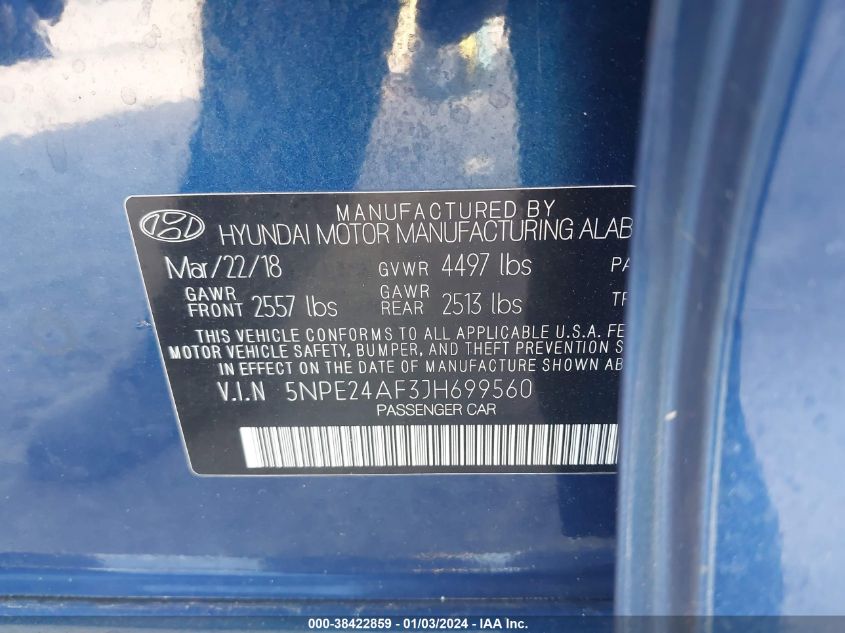 MANUFACTURED BY
HYUNDAI MOTOR MANUFACTURING ALAB
Mar/22/18 GVWR 4497 lbs PA
GAWR FRONT 2557 lbs GAWR REAR 2513 lbs TR
THIS VEHICLE CONFORMS TO ALL APPLICABLE U.S.A. FE
MOTOR VEHICLE SAFETY, BUMPER, AND THEFT PREVENTION S
IN EFFECT ON THE DATE OF MANUFACTURE SHOWN AB
V.I.N 5NPE24AF3JH699560
PASSENGER CAR
000-38422859 - 01/03/2024 - IAA Inc.